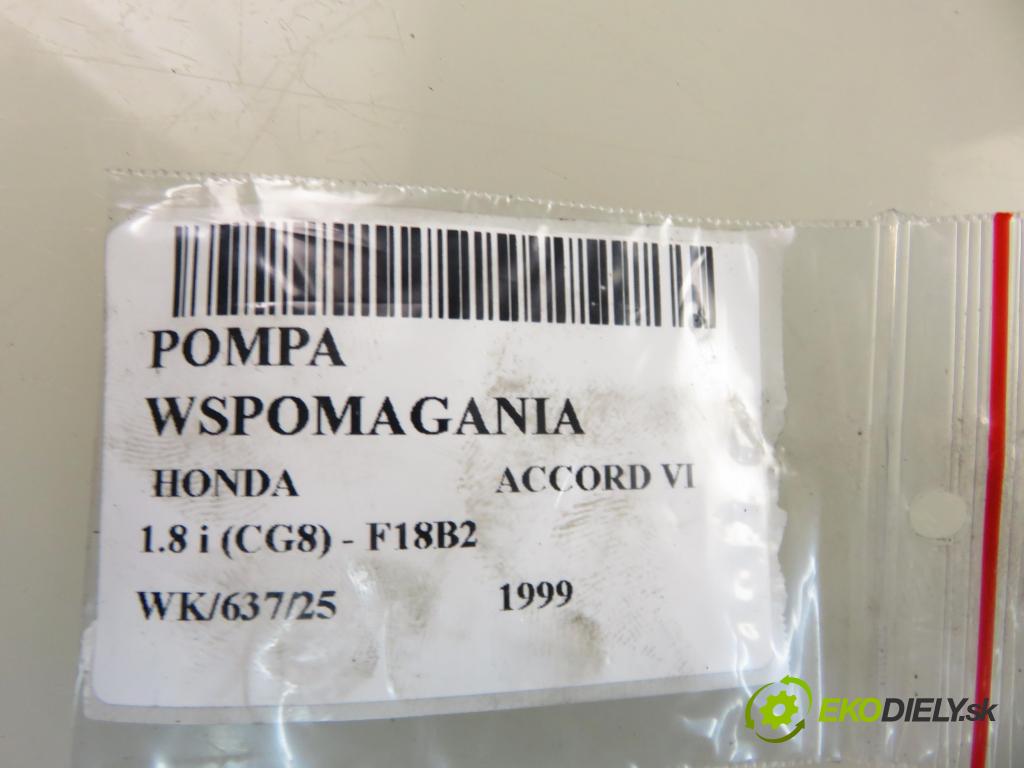 POMPA
WSPOMAGANIA
HONDA ACCORD VI
1.8 i (CG8) - F18B2
WK/637/25 1999
EKODIELY.sk